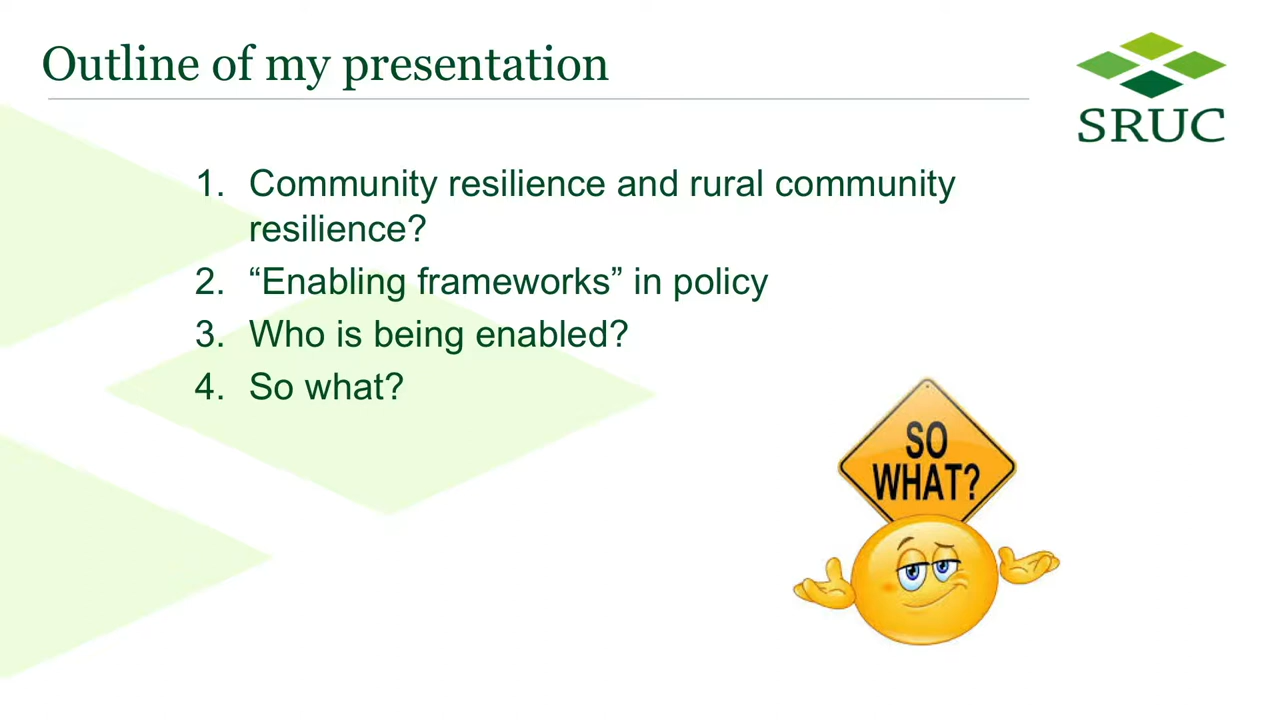 Outline of my presentation
SRUC
1. Community resilience and rural community
resilience?
2. “Enabling frameworks” in policy
3. Who is being enabled?
4. So what?
SO
WHAT?